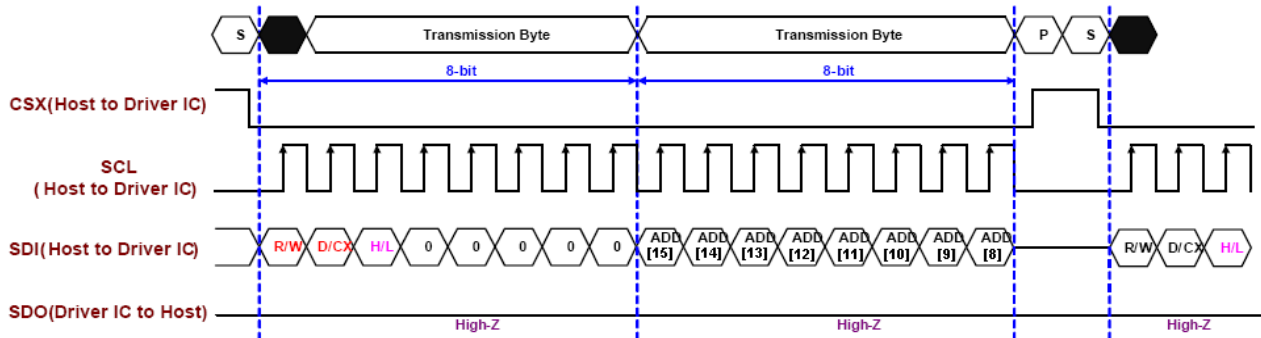 S Transmission Byte Transmission Byte P S
8-bit 8-bit
CSX(Host to Driver IC)
SCL
( Host to Driver IC)
SDI(Host to Driver IC) R/W D/CX H/L 0 0 0 0 0 ADD [15] ADD [14] ADD [13] ADD [12] ADD [11] ADD [10] ADD [9] ADD [8] R/W D/CX H/L
SDO(Driver IC to Host)
High-Z High-Z High-Z